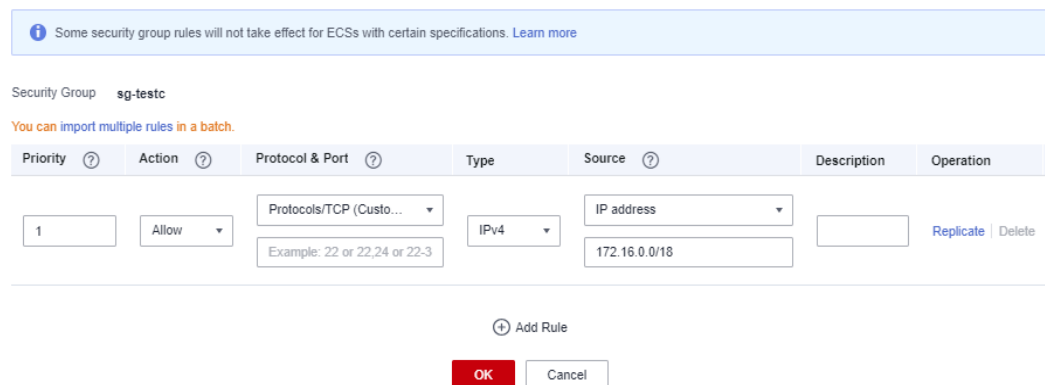 Some security group rules will not take effect for ECSs with certain specifications. Learn more
Security Group sg-testc
You can import multiple rules in a batch.
Priority ? Action ? Protocol & Port ? Type Source ? Description Operation
Protocols/TCP (Custo... IP address
1 Allow IPv4 Replicate | Delete
Example: 22 or 22,24 or 22-3 172.16.0.0/18
Add Rule
OK Cancel